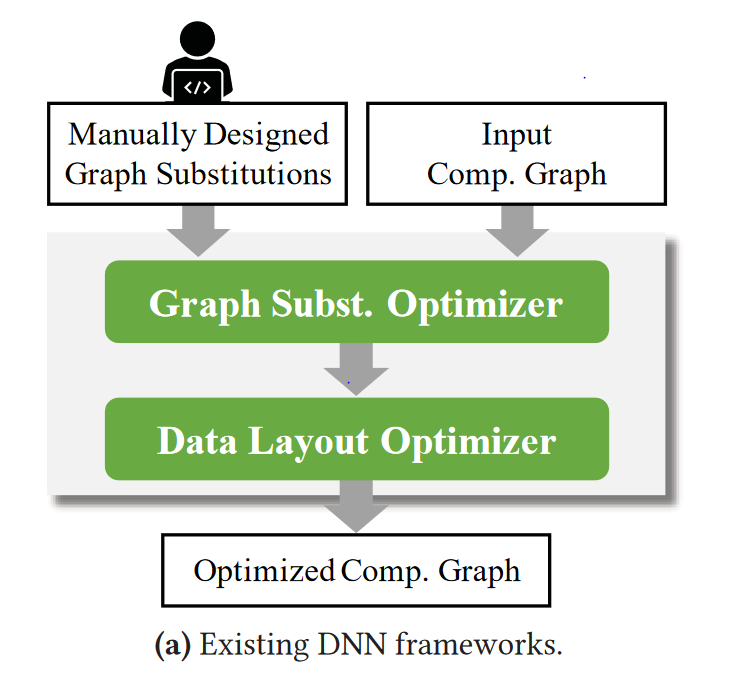 </>
Manually Designed
Graph Substitutions
Input
Comp. Graph
Graph Subst. Optimizer
Data Layout Optimizer
Optimized Comp. Graph
(a) Existing DNN frameworks.